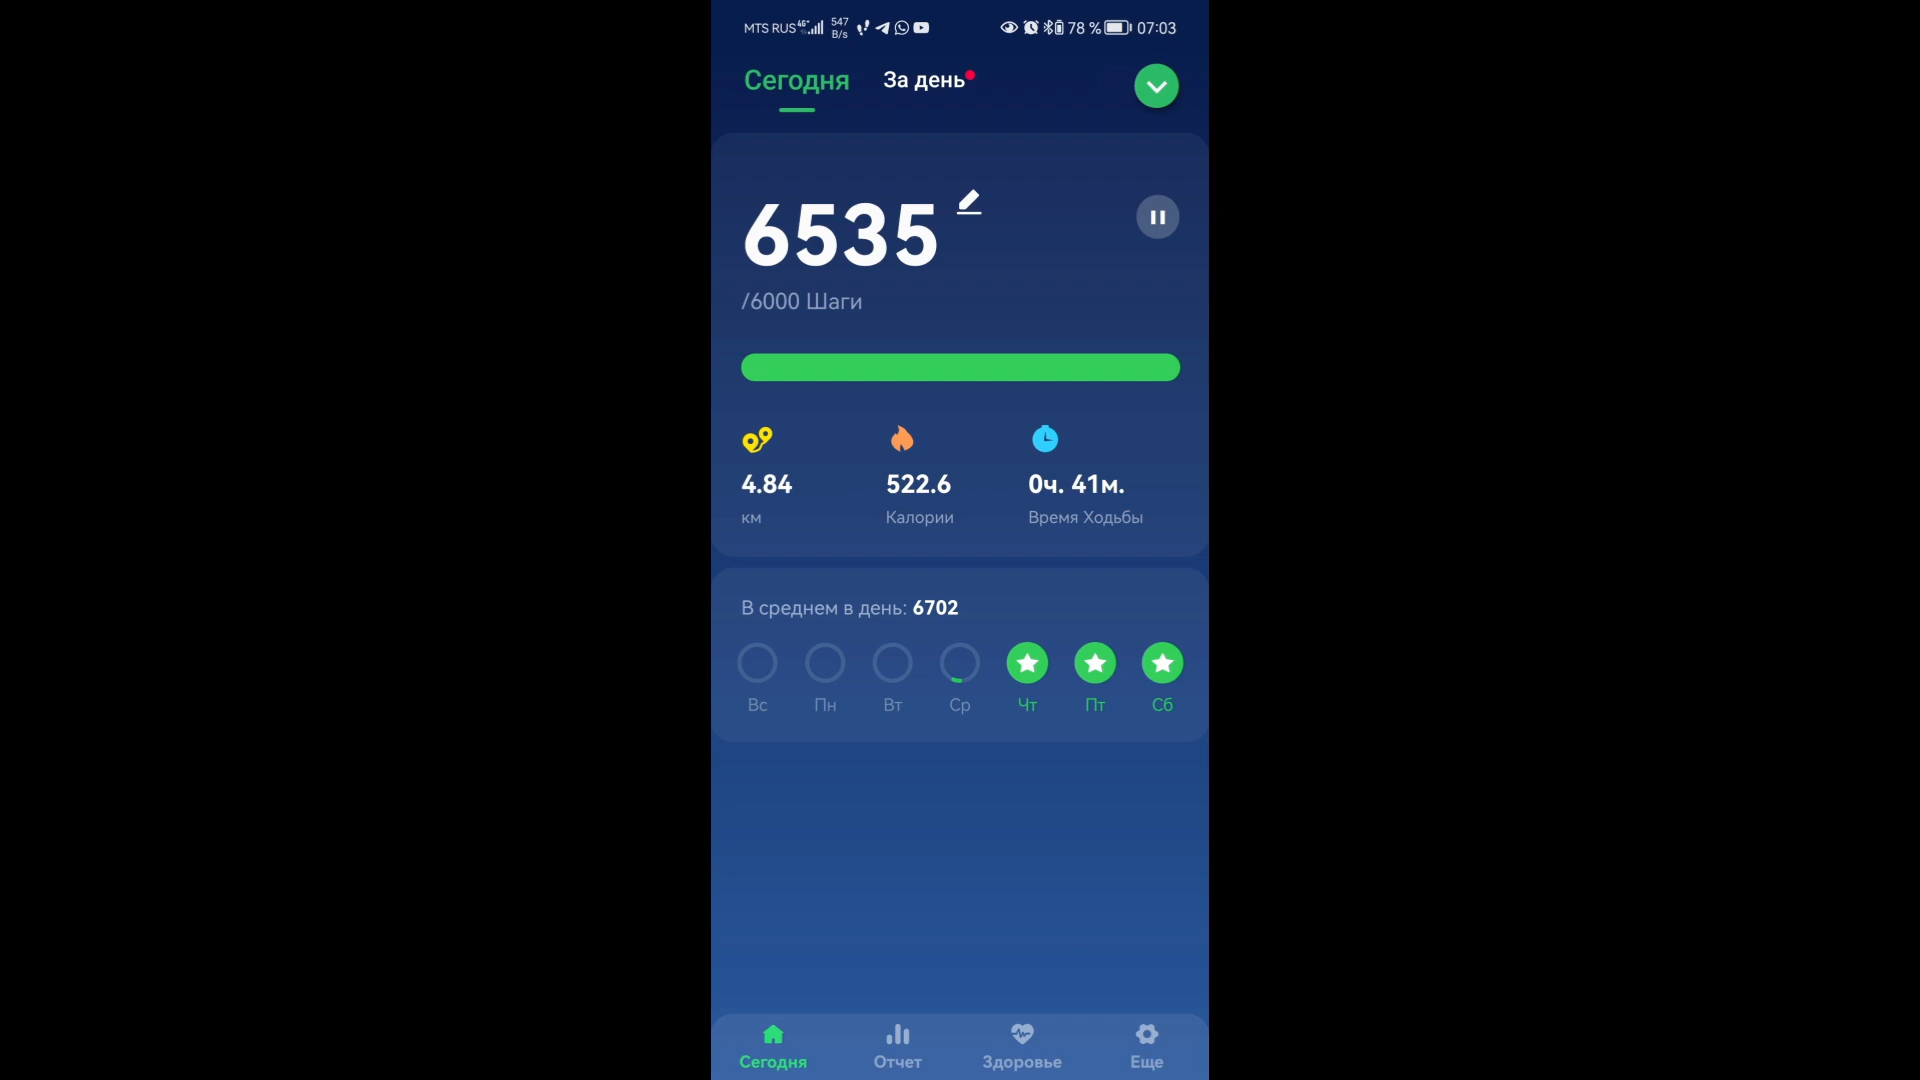 MTS RUS 4G+ 547 B/s 78 % 07:03
Сегодня За день
6535
/6000 Шаги
4.84 522.6 0ч. 41м.
км Калории Время Ходьбы
В среднем в день: 6702
Вс Пн Вт Ср Чт Пт Сб
Сегодня Отчет Здоровье Еще